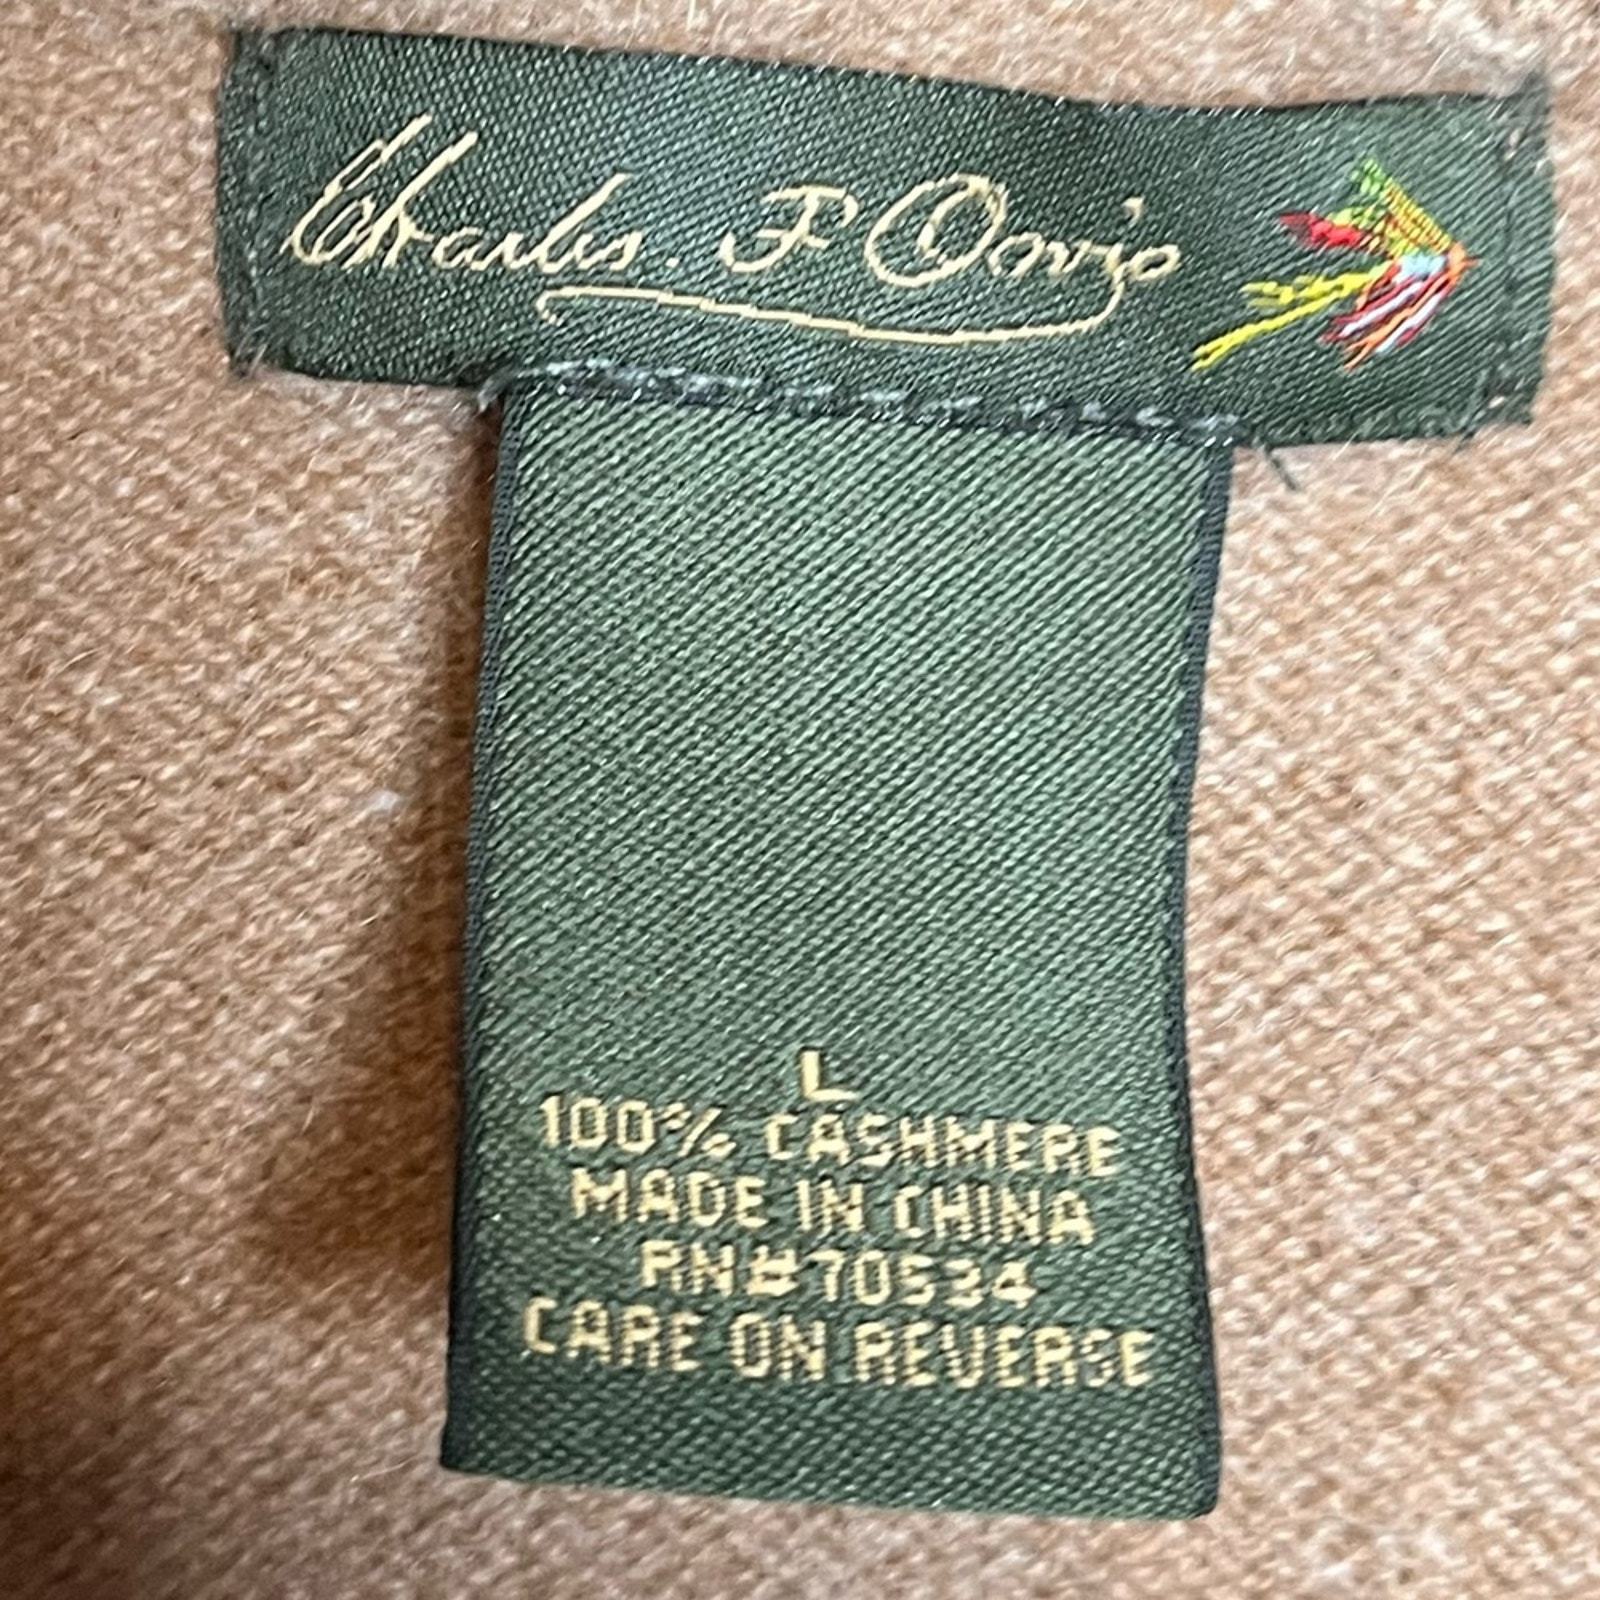 Charles F Orvis
L
100% CASHMERE
MADE IN CHINA
RN#70534
CARE ON REVERSE